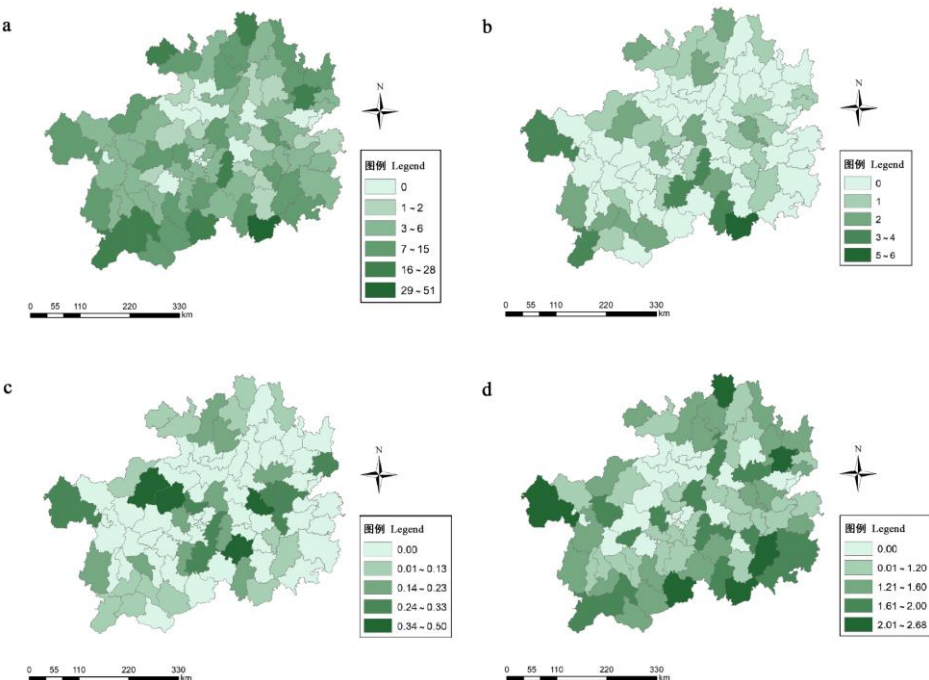 a
N
图例 Legend
0
1 ~ 2
3 ~ 6
7 ~ 15
16 ~ 28
29 ~ 51
0 55 110 220 330
km
b
N
图例 Legend
0
1
2
3 ~ 4
5 ~ 6
0 55 110 220 330
km
c
N
图例 Legend
0.00
0.01 ~ 0.13
0.14 ~ 0.23
0.24 ~ 0.33
0.34 ~ 0.50
0 55 110 220 330
km
d
N
图例 Legend
0.00
0.01 ~ 1.20
1.21 ~ 1.60
1.61 ~ 2.00
2.01 ~ 2.68
0 55 110 220 330
km